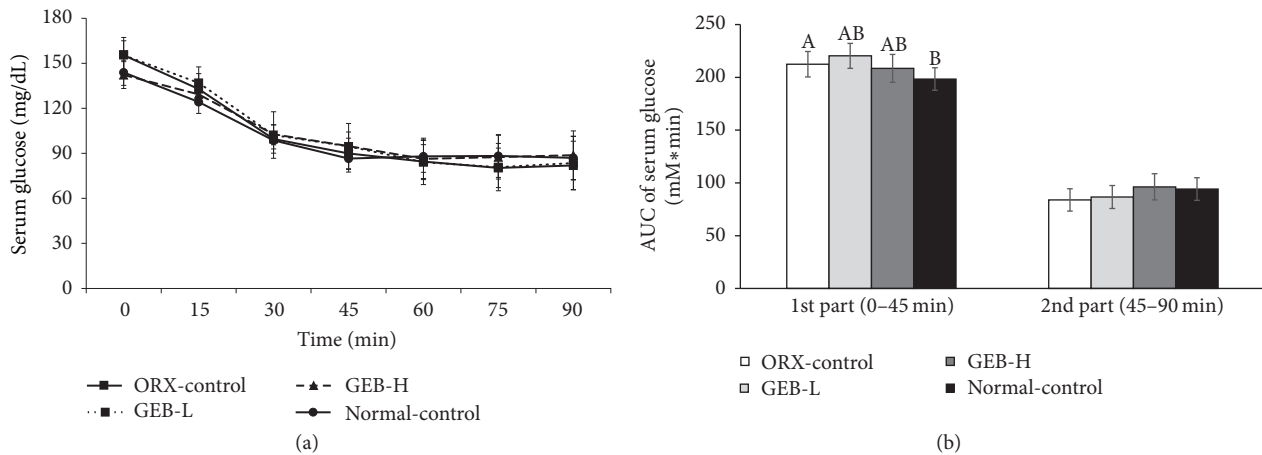 180
150
120
90
60
30
0
Serum glucose (mg/dL)
0 15 30 45 60 75 90
Time (min)
ORX-control
GEB-L
GEB-H
Normal-control
(a)
250
200
150
100
50
0
AUC of serum glucose
(mM∗min)
A AB AB B
1st part (0–45 min) 2nd part (45–90 min)
ORX-control
GEB-L
GEB-H
Normal-control
(b)